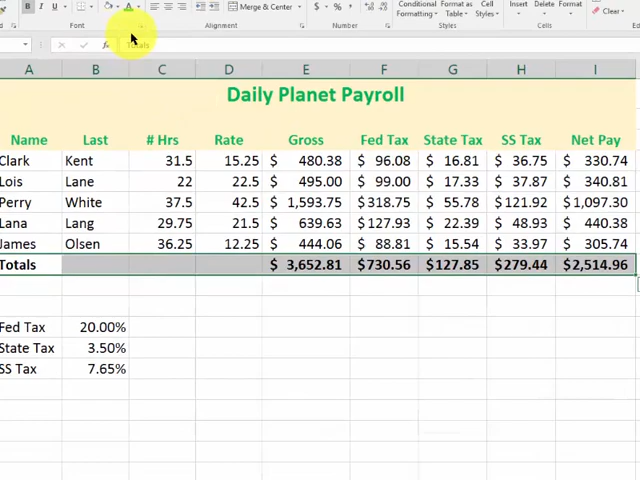 B I U A Merge & Center $ % , Conditional Format as Cell Insert Delete Format Clear
Formatting Table Styles
Font Alignment Number Styles Cells
fx Totals
A B C D E F G H I
Daily Planet Payroll
Name Last # Hrs Rate Gross Fed Tax State Tax SS Tax Net Pay
Clark Kent 31.5 15.25 $ 480.38 $ 96.08 $ 16.81 $ 36.75 $ 330.74
Lois Lane 22 22.5 $ 495.00 $ 99.00 $ 17.33 $ 37.87 $ 340.81
Perry White 37.5 42.5 $ 1,593.75 $318.75 $ 55.78 $121.92 $1,097.30
Lana Lang 29.75 21.5 $ 639.63 $127.93 $ 22.39 $ 48.93 $ 440.38
James Olsen 36.25 12.25 $ 444.06 $ 88.81 $ 15.54 $ 33.97 $ 305.74
Totals $ 3,652.81 $730.56 $127.85 $279.44 $2,514.96
Fed Tax 20.00%
State Tax 3.50%
SS Tax 7.65%